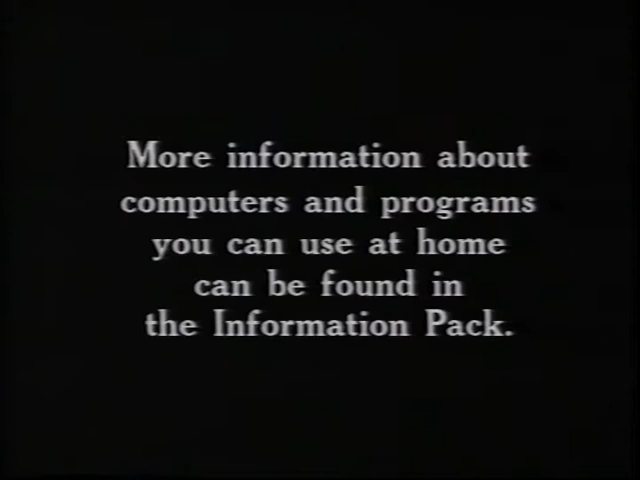 More information about
computers and programs
you can use at home
can be found in
the Information Pack.